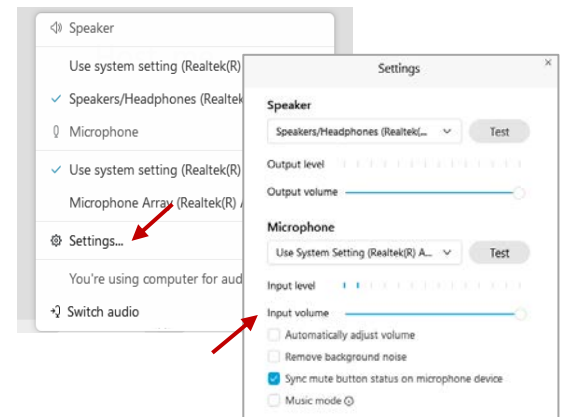 Speaker
Use system setting (Realtek(R)
Speakers/Headphones (Realtek
Microphone
Use system setting (Realtek(R)
Microphone Array (Realtek(R)
Settings...
You're using computer for aud
Switch audio
Settings
Speaker
Speakers/Headphones (Realtek(...
Test
Output level
Output volume
Microphone
Use System Setting (Realtek(R) A...
Test
Input level
Input volume
Automatically adjust volume
Remove background noise
Sync mute button status on microphone device
Music mode